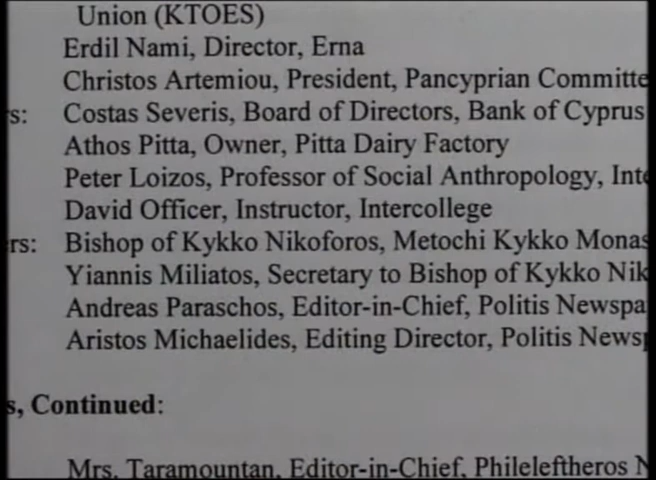 Union (KTOES)
Erdil Nami, Director, Erna
Christos Artemiou, President, Pancyprian Committe
s: Costas Severis, Board of Directors, Bank of Cyprus
Athos Pitta, Owner, Pitta Dairy Factory
Peter Loizos, Professor of Social Anthropology, Inte
David Officer, Instructor, Intercollege
rs: Bishop of Kykko Nikoforos, Metochi Kykko Monas
Yiannis Miliatos, Secretary to Bishop of Kykko Nik
Andreas Paraschos, Editor-in-Chief, Politis Newspa
Aristos Michaelides, Editing Director, Politis Newsp
s, Continued:
Mrs. Taramountan, Editor-in-Chief, Phileleftheros N